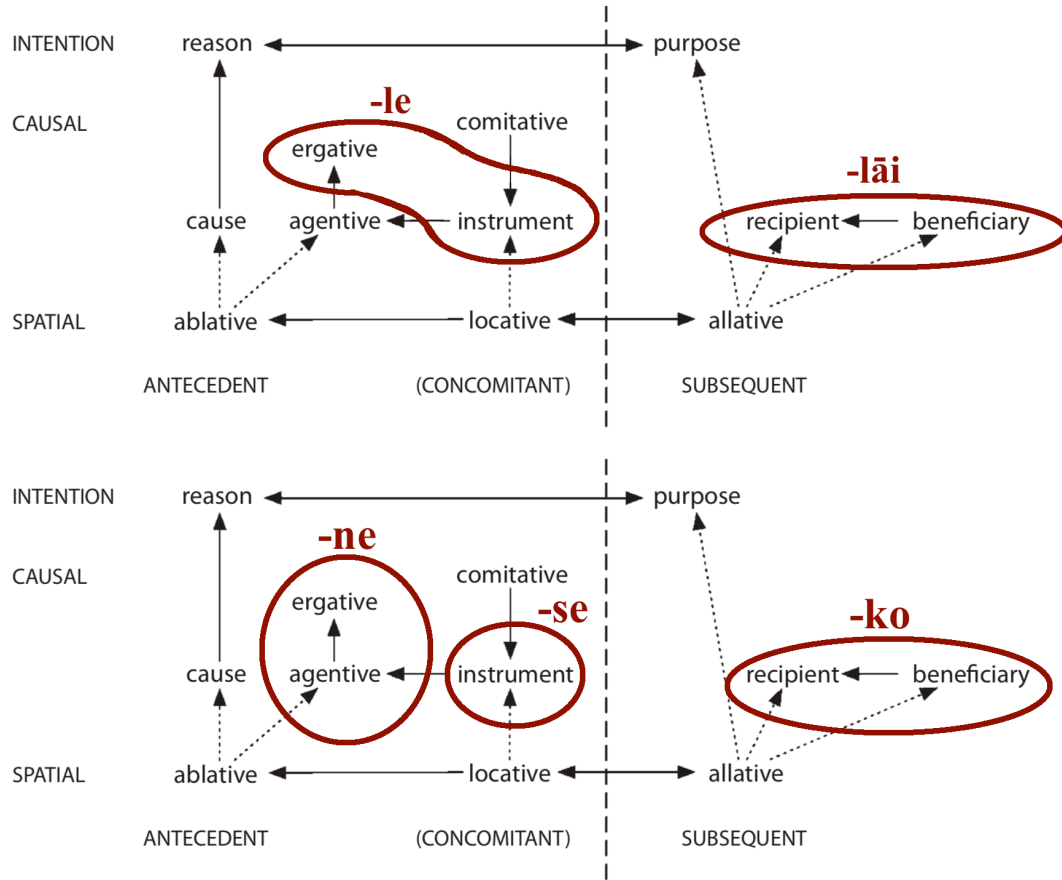 INTENTION reason purpose
-le
CAUSAL comitative
ergative -lāi
cause agentive instrument recipient beneficiary
SPATIAL ablative locative allative
ANTECEDENT (CONCOMITANT) SUBSEQUENT
INTENTION reason purpose
-ne
CAUSAL comitative
ergative -se -ko
cause agentive instrument recipient beneficiary
SPATIAL ablative locative allative
ANTECEDENT (CONCOMITANT) SUBSEQUENT